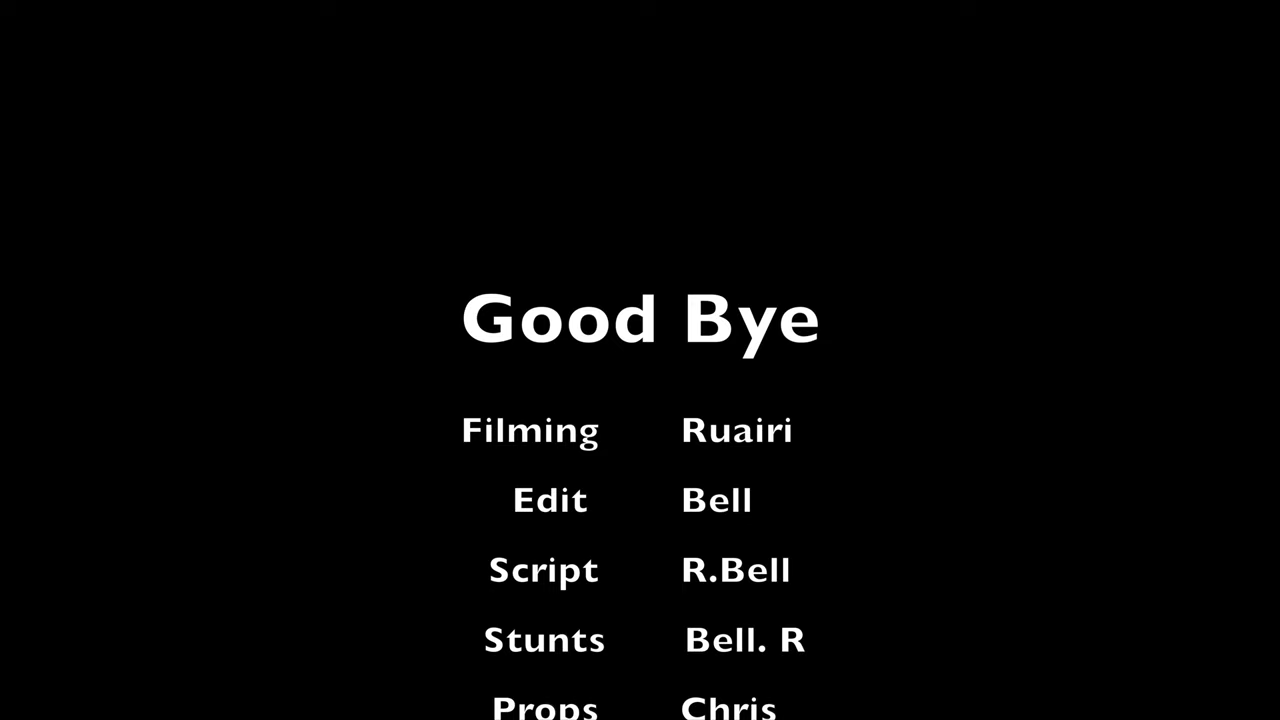 Good Bye
Filming Ruairi
Edit Bell
Script R.Bell
Stunts Bell. R
Props Chris